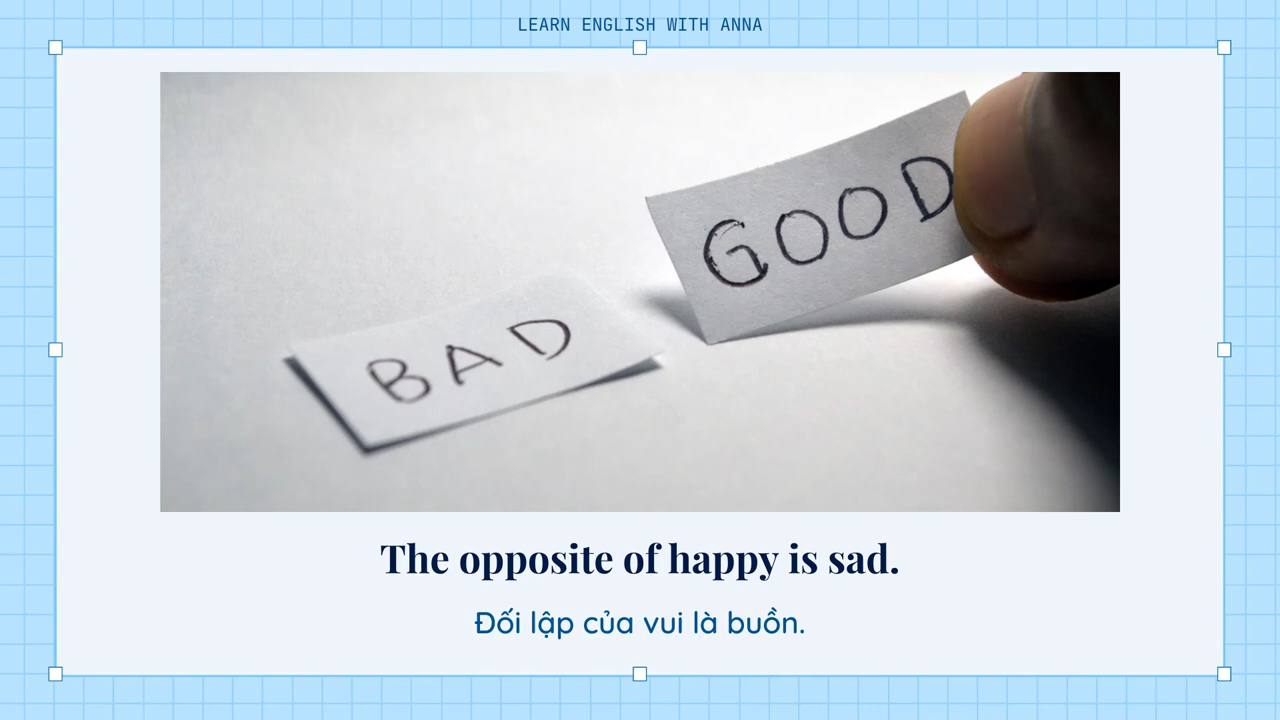 LEARN ENGLISH WITH ANNA
GOOD
BAD
The opposite of happy is sad.
Đối lập của vui là buồn.